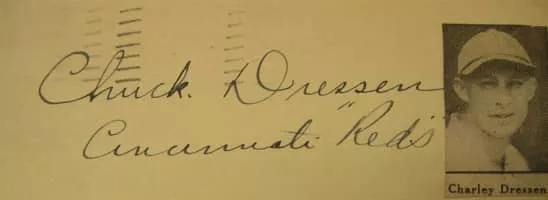 Chuck. Dressen
Cincinnati "Reds"
Charley Dressen